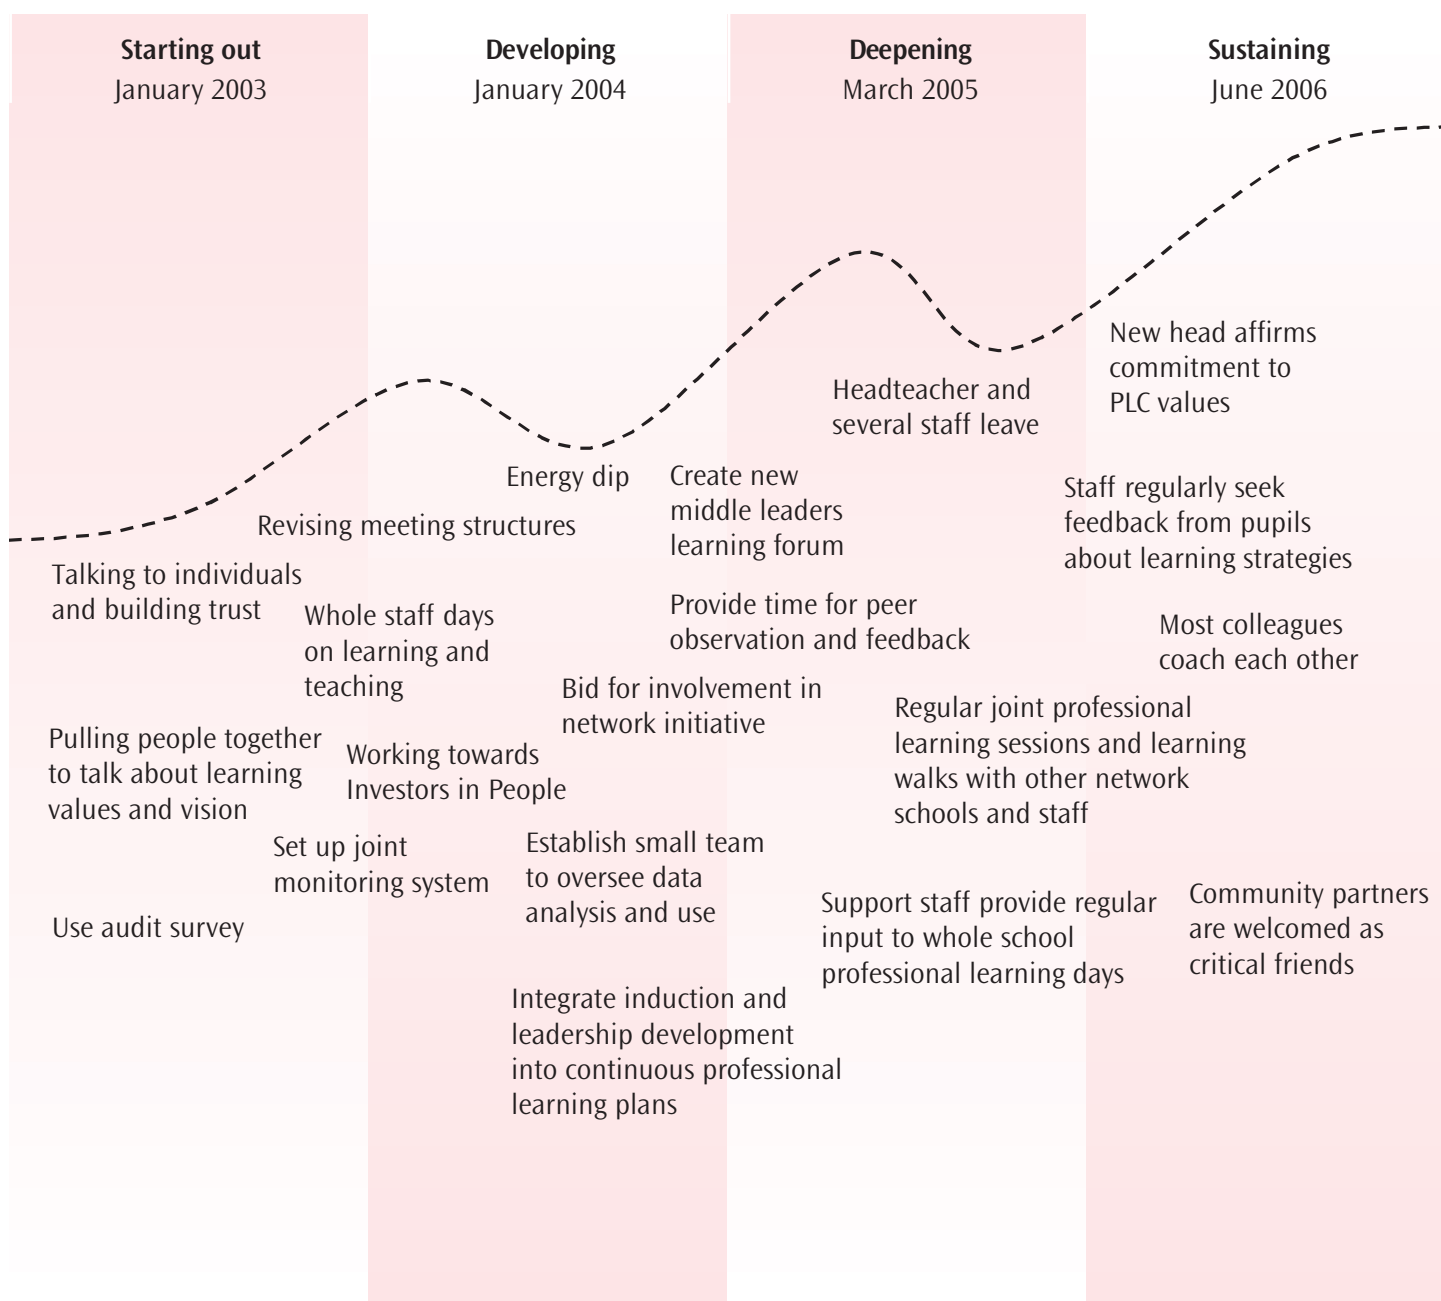 Starting out
January 2003
Developing
January 2004
Deepening
March 2005
Sustaining
June 2006
New head affirms
commitment to
PLC values
Headteacher and
several staff leave
Energy dip
Create new
middle leaders
learning forum
Staff regularly seek
feedback from pupils
about learning strategies
Revising meeting structures
Talking to individuals
and building trust
Whole staff days
on learning and
teaching
Provide time for peer
observation and feedback
Most colleagues
coach each other
Bid for involvement in
network initiative
Regular joint professional
learning sessions and learning
walks with other network
schools and staff
Pulling people together
to talk about learning
values and vision
Working towards
Investors in People
Set up joint
monitoring system
Establish small team
to oversee data
analysis and use
Use audit survey
Support staff provide regular
input to whole school
professional learning days
Community partners
are welcomed as
critical friends
Integrate induction and
leadership development
into continuous professional
learning plans